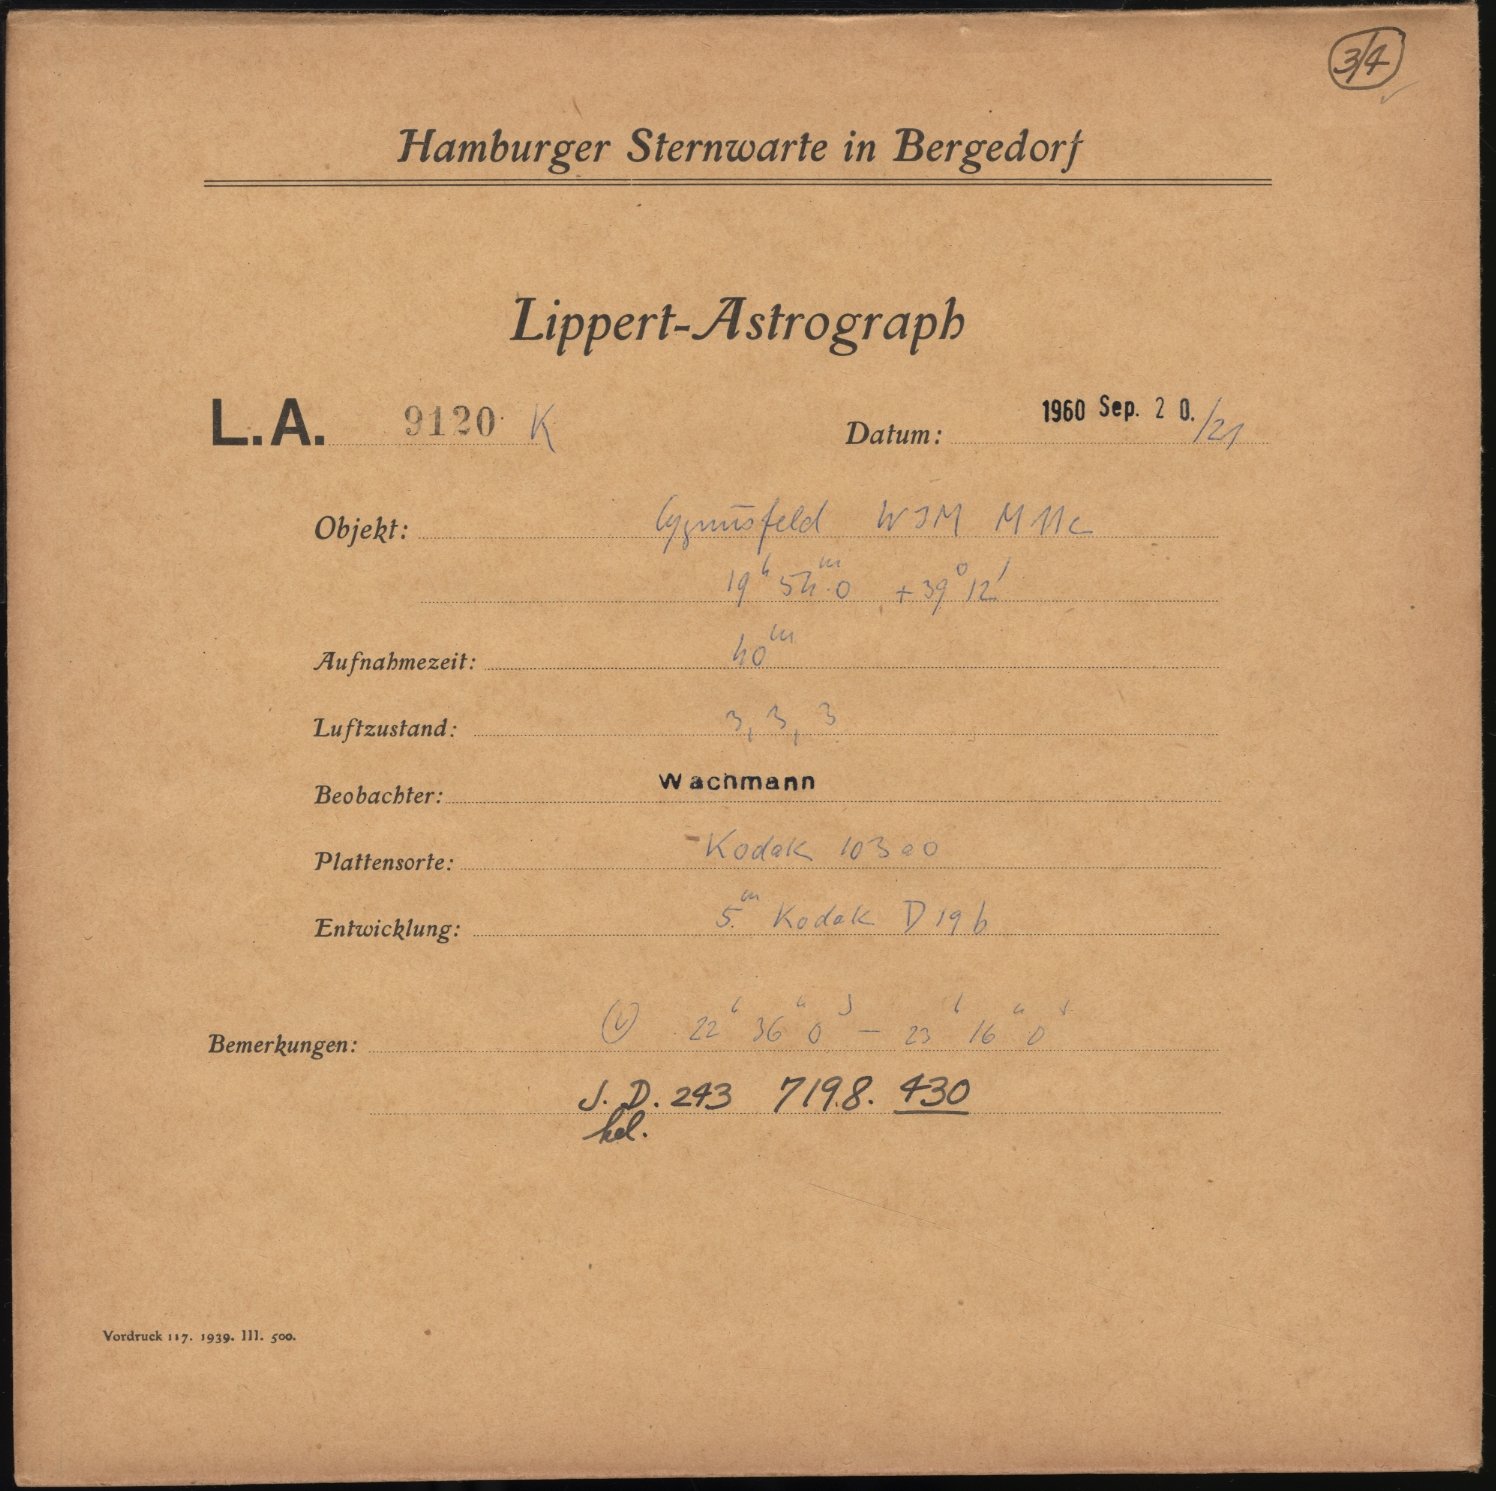 3/4
Hamburger Sternwarte in Bergedorf
Lippert-Astrograph
L.A. 9120 K
Datum: 1960 Sep. 20./21
Objekt: Cygnusfeld WSM M11c
19ʰ 54ᵐ.0 +39° 12'
Aufnahmezeit: 40ᵐ
Luftzustand: 3, 3, 3
Beobachter: Wachmann
Plattensorte: Kodak 103a0
Entwicklung: 5ᵐ Kodak D19b
Bemerkungen: 22ʰ 36ᵐ 0ˢ — 23ʰ 16ᵐ 0ˢ
J. D. 243 7198. 430
hel.
Vordruck 117. 1939. III. 500.